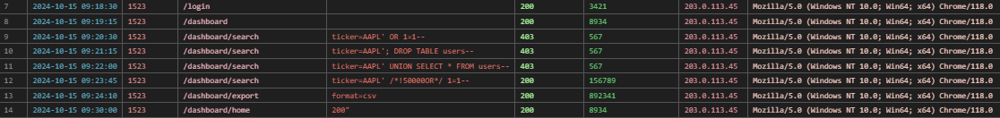 7 2024-10-15 09:18:30 1523 /login 200 3421 203.0.113.45 Mozilla/5.0 (Windows NT 10.0; Win64; x64) Chrome/118.0
8 2024-10-15 09:19:15 1523 /dashboard 200 8934 203.0.113.45 Mozilla/5.0 (Windows NT 10.0; Win64; x64) Chrome/118.0
9 2024-10-15 09:20:30 1523 /dashboard/search ticker=AAPL' OR 1=1-- 403 567 203.0.113.45 Mozilla/5.0 (Windows NT 10.0; Win64; x64) Chrome/118.0
10 2024-10-15 09:21:15 1523 /dashboard/search ticker=AAPL'; DROP TABLE users-- 403 567 203.0.113.45 Mozilla/5.0 (Windows NT 10.0; Win64; x64) Chrome/118.0
11 2024-10-15 09:22:00 1523 /dashboard/search ticker=AAPL' UNION SELECT * FROM users-- 403 567 203.0.113.45 Mozilla/5.0 (Windows NT 10.0; Win64; x64) Chrome/118.0
12 2024-10-15 09:23:45 1523 /dashboard/search ticker=AAPL' /*!50000OR*/ 1=1-- 200 156789 203.0.113.45 Mozilla/5.0 (Windows NT 10.0; Win64; x64) Chrome/118.0
13 2024-10-15 09:24:10 1523 /dashboard/export format=csv 200 892341 203.0.113.45 Mozilla/5.0 (Windows NT 10.0; Win64; x64) Chrome/118.0
14 2024-10-15 09:30:00 1523 /dashboard/home 200" 200 8934 203.0.113.45 Mozilla/5.0 (Windows NT 10.0; Win64; x64) Chrome/118.0